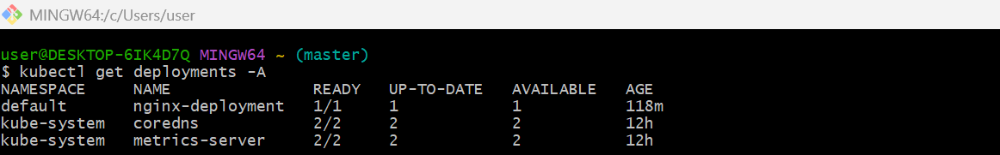 MINGW64:/c/Users/user
user@DESKTOP-6IK4D7Q MINGW64 ~ (master)
$ kubectl get deployments -A
NAMESPACE NAME READY UP-TO-DATE AVAILABLE AGE
default nginx-deployment 1/1 1 1 118m
kube-system coredns 2/2 2 2 12h
kube-system metrics-server 2/2 2 2 12h